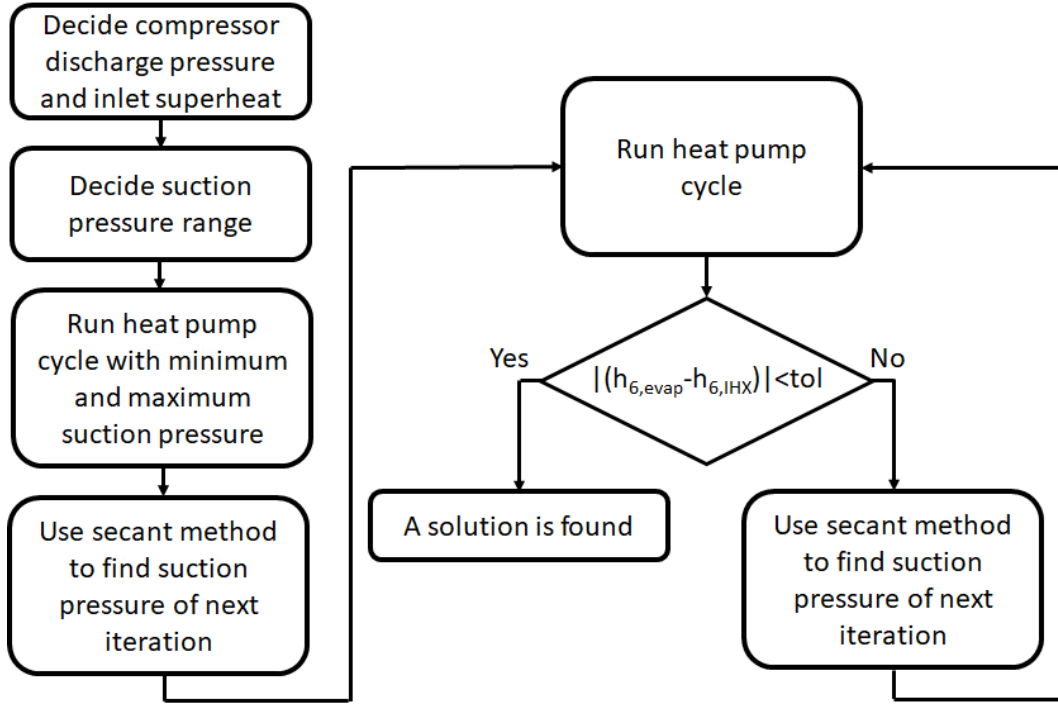 Decide compressor
discharge pressure
and inlet superheat
Decide suction
pressure range
Run heat pump
cycle with minimum
and maximum
suction pressure
Use secant method
to find suction
pressure of next
iteration
Run heat pump
cycle
Yes
|(h6,evap-h6,IHX)|<tol
No
A solution is found
Use secant method
to find suction
pressure of next
iteration